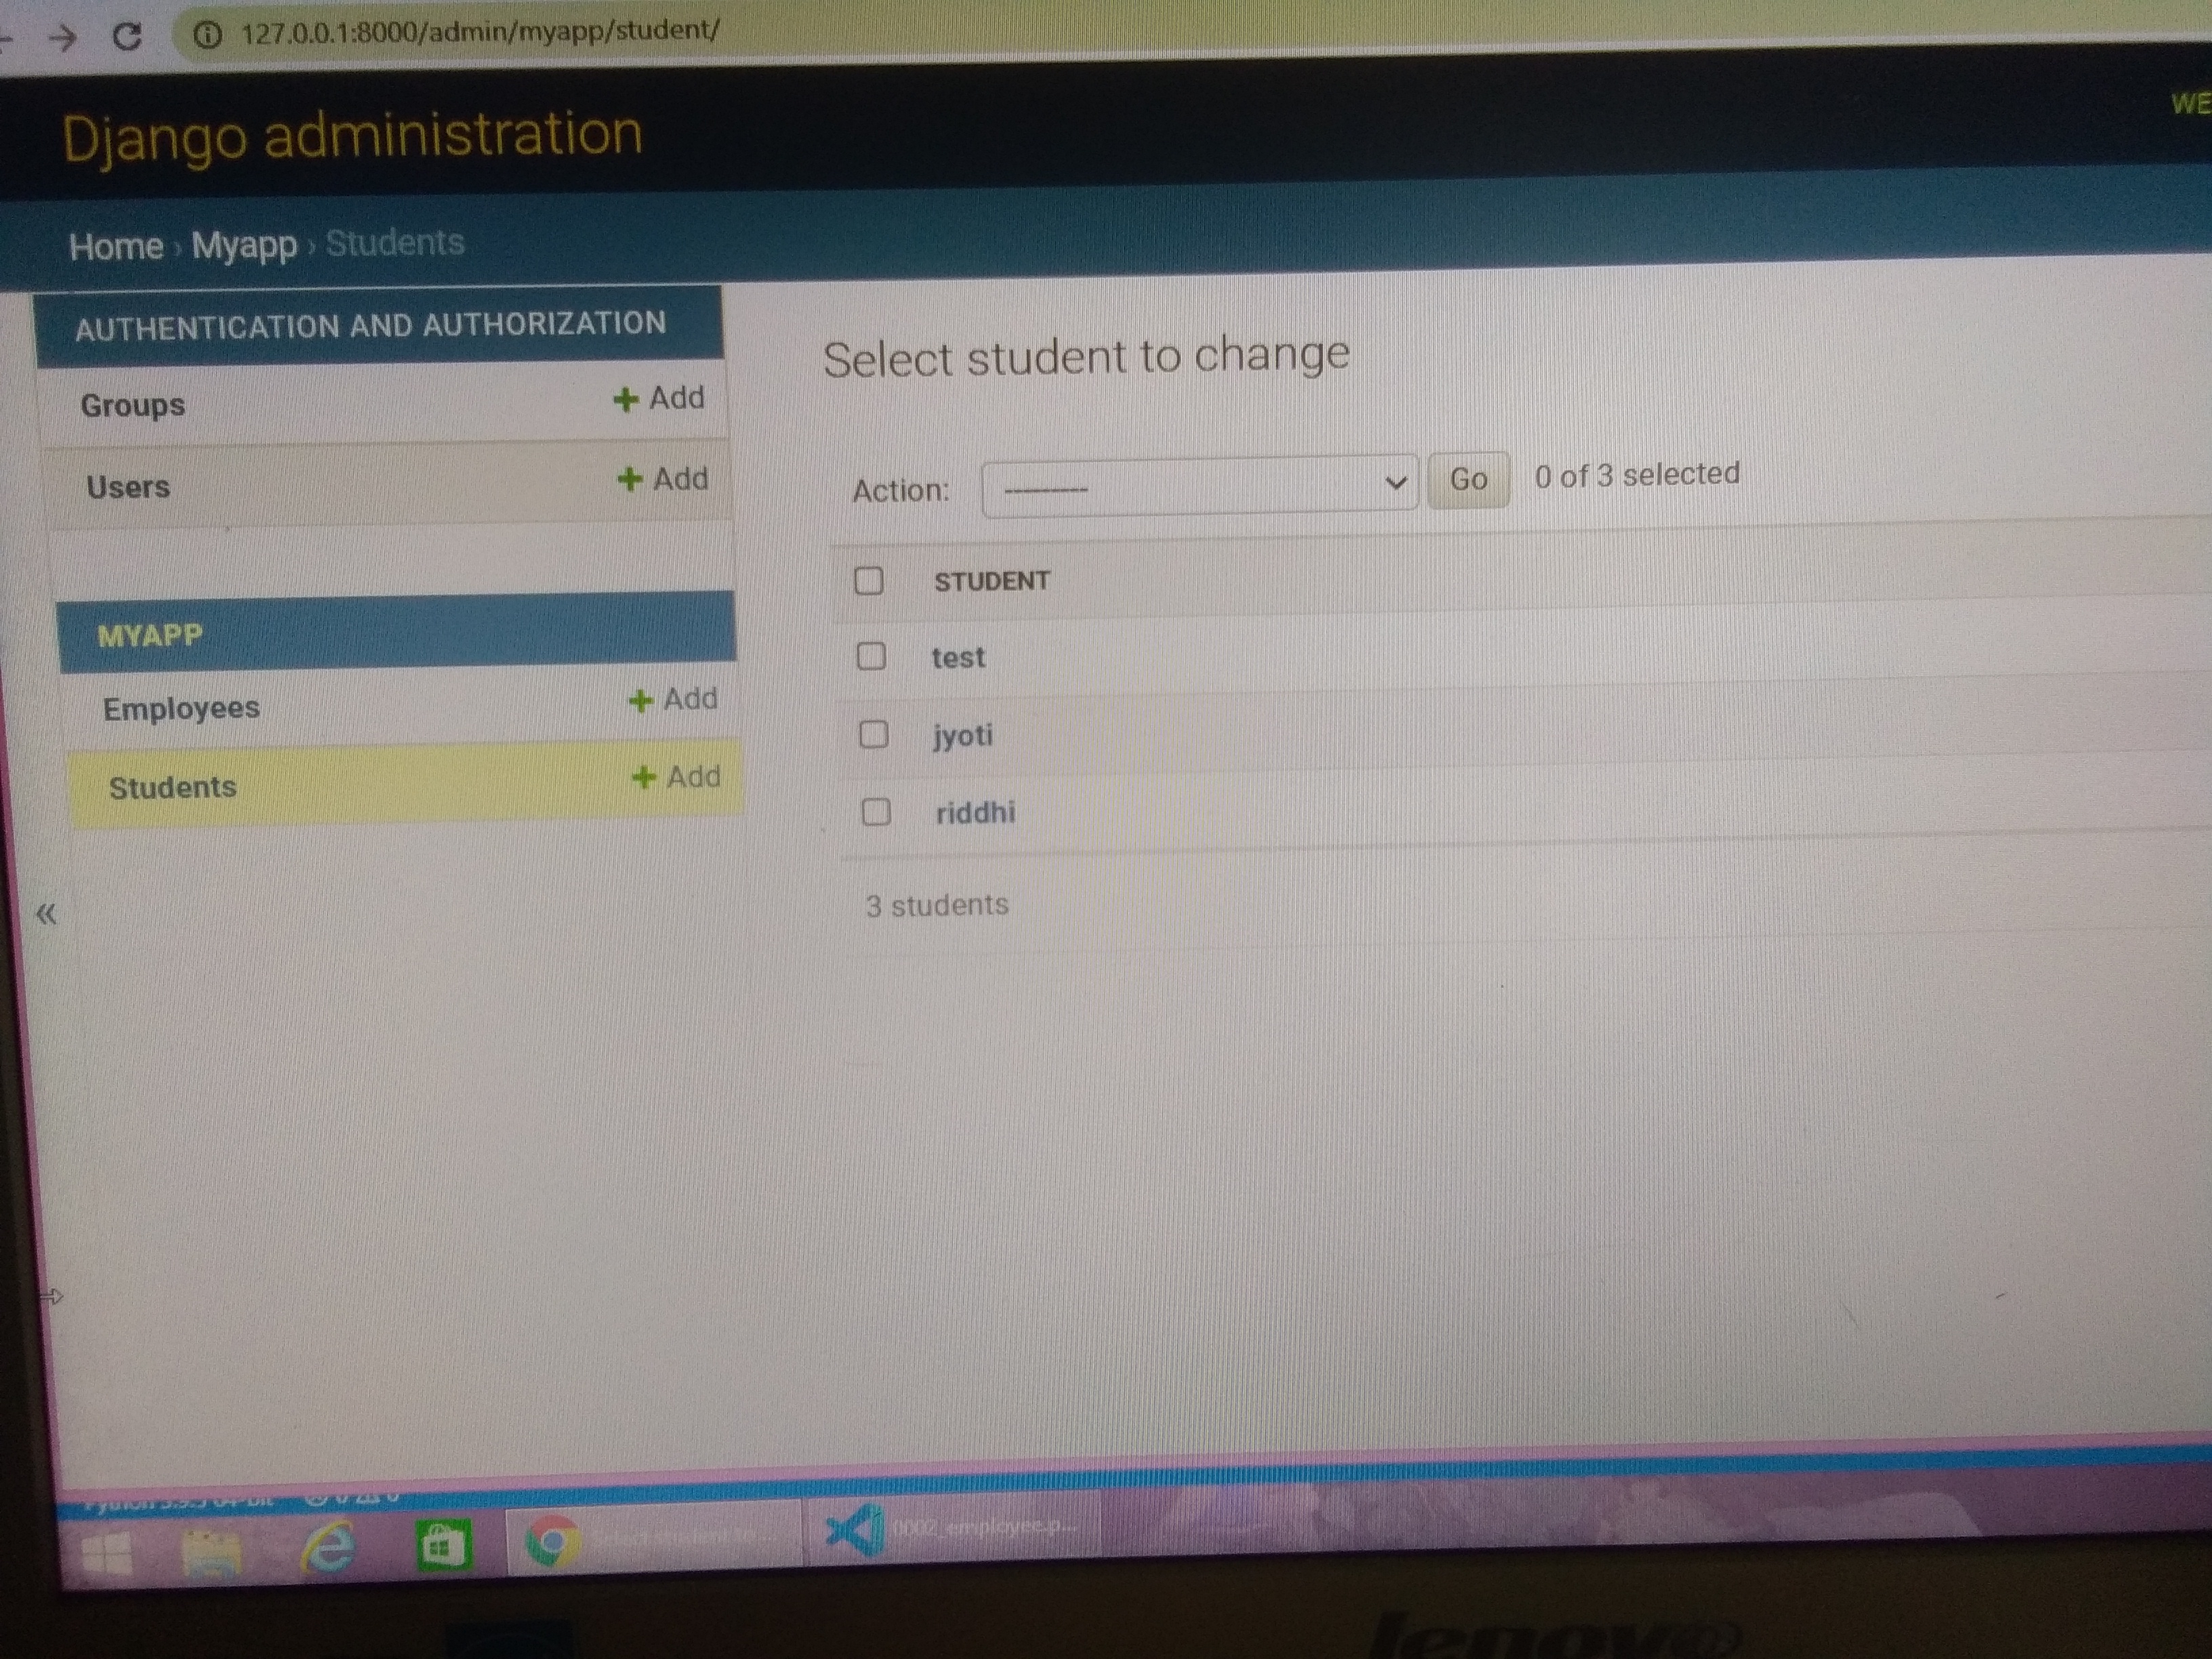 127.0.0.1:8000/admin/myapp/student/
Django administration
WE
Home › Myapp › Students
AUTHENTICATION AND AUTHORIZATION
Groups + Add
Users + Add
MYAPP
Employees + Add
Students + Add
«
Select student to change
Action: --------- Go 0 of 3 selected
STUDENT
test
jyoti
riddhi
3 students
0002_employee.p...
lenovo